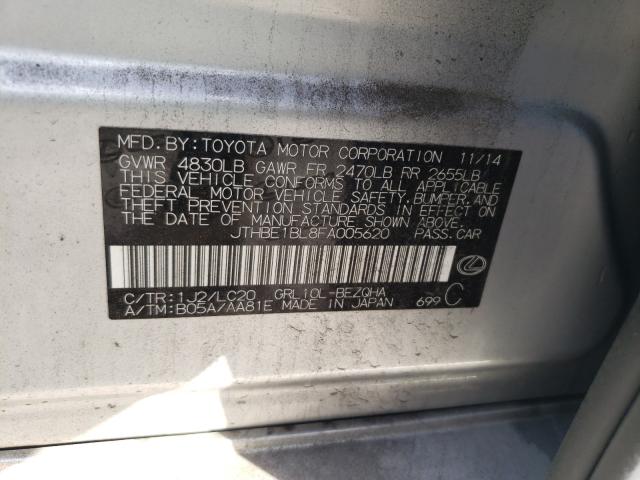 MFD. BY: TOYOTA MOTOR CORPORATION 11/14
GVWR 4830LB GAWR FR 2470LB RR 2655LB
THIS VEHICLE CONFORMS TO ALL APPLICABLE
FEDERAL MOTOR VEHICLE SAFETY, BUMPER, AND
THEFT PREVENTION STANDARDS IN EFFECT ON
THE DATE OF MANUFACTURE SHOWN ABOVE.
JTHBE1BL8FA005620 PASS.CAR
C/TR: 1J2/LC20 GRL10L-BEZQHA
A/TM: B05A/AA81E MADE IN JAPAN 699 C